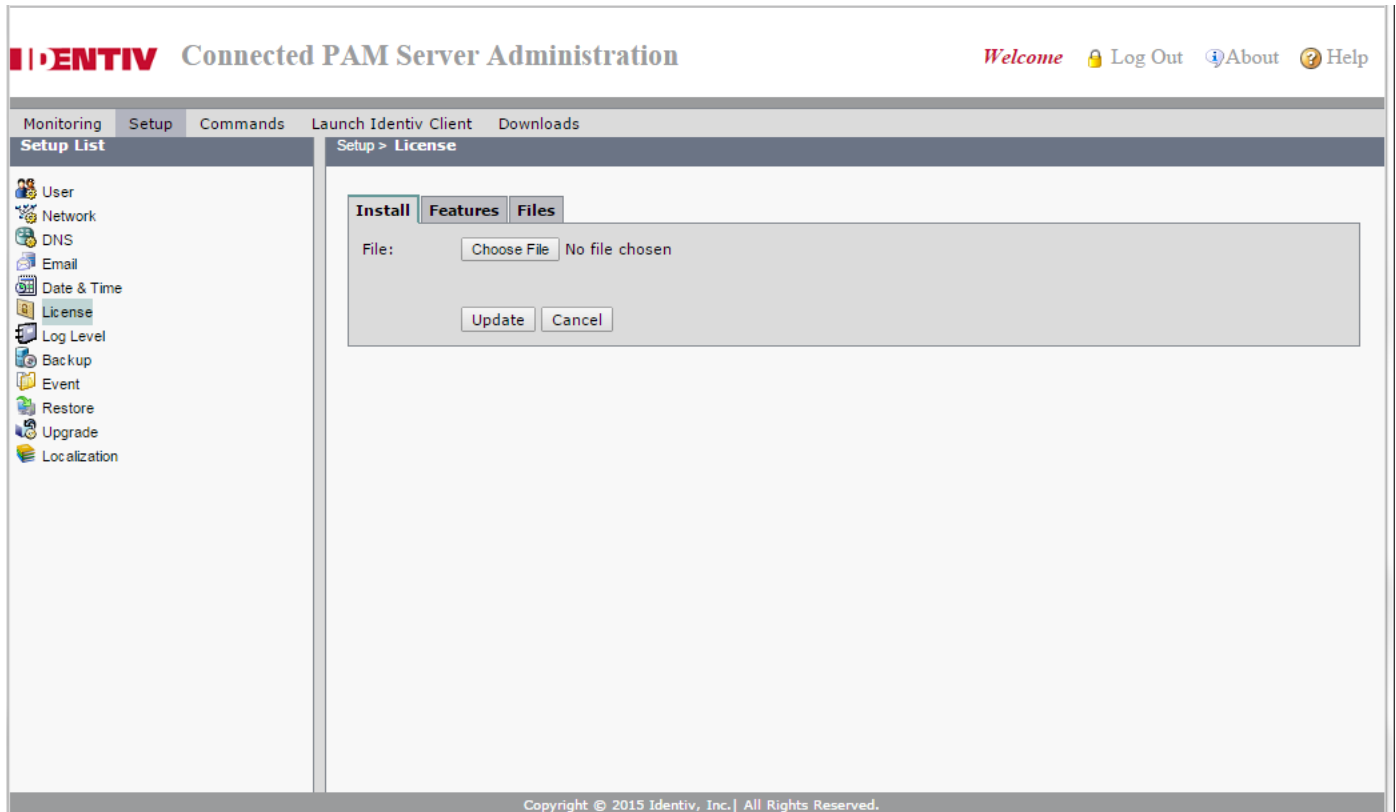 IDENTIV Connected PAM Server Administration Welcome Log Out About Help
Monitoring Setup Commands Launch Identiv Client Downloads
Setup List
User
Network
DNS
Email
Date & Time
License
Log Level
Backup
Event
Restore
Upgrade
Localization
Setup > License
Install Features Files
File: Choose File No file chosen
Update Cancel
Copyright © 2015 Identiv, Inc.| All Rights Reserved.